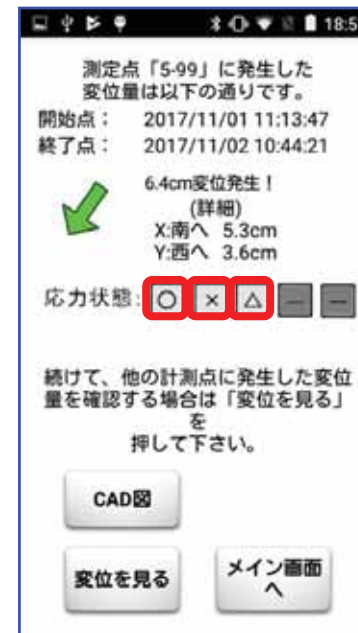 18:5
測定点「5-99」に発生した
変位量は以下の通りです。
開始点： 2017/11/01 11:13:47
終了点： 2017/11/02 10:44:21
6.4cm変位発生！
(詳細)
X:南へ 5.3cm
Y:西へ 3.6cm
応力状態: ○ × △ － －
続けて、他の計測点に発生した変位
量を確認する場合は「変位を見る」
を
押して下さい。
CAD図
変位を見る
メイン画面
へ